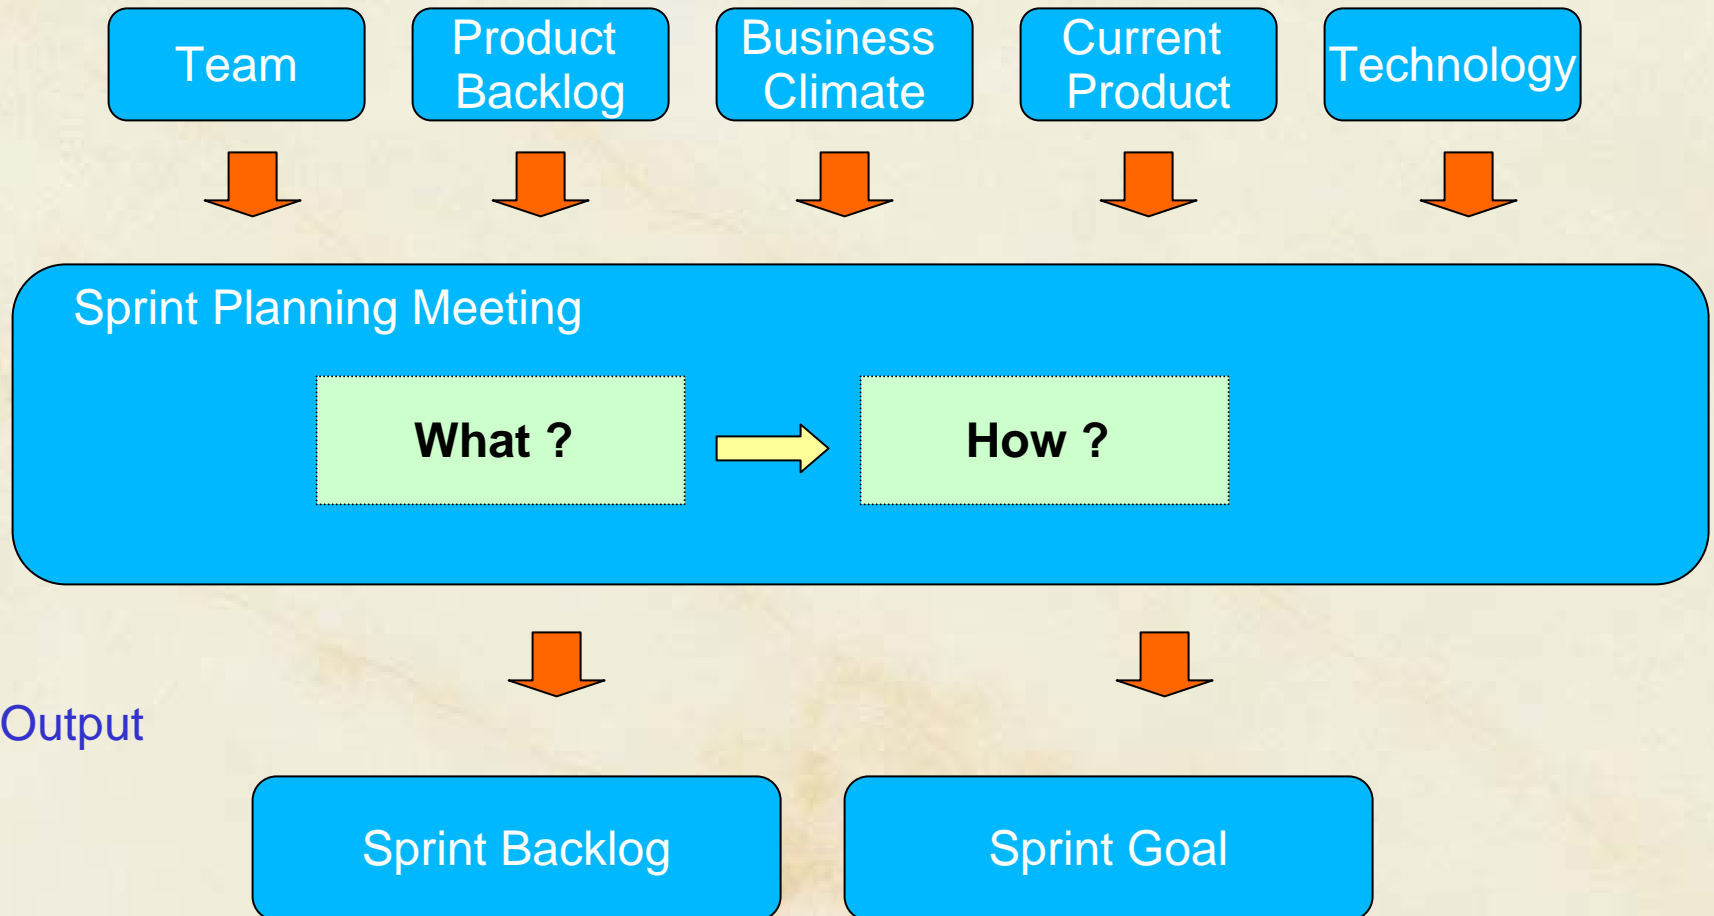 Team
Product
Backlog
Business
Climate
Current
Product
Technology
Sprint Planning Meeting
What ?
How ?
Output
Sprint Backlog
Sprint Goal